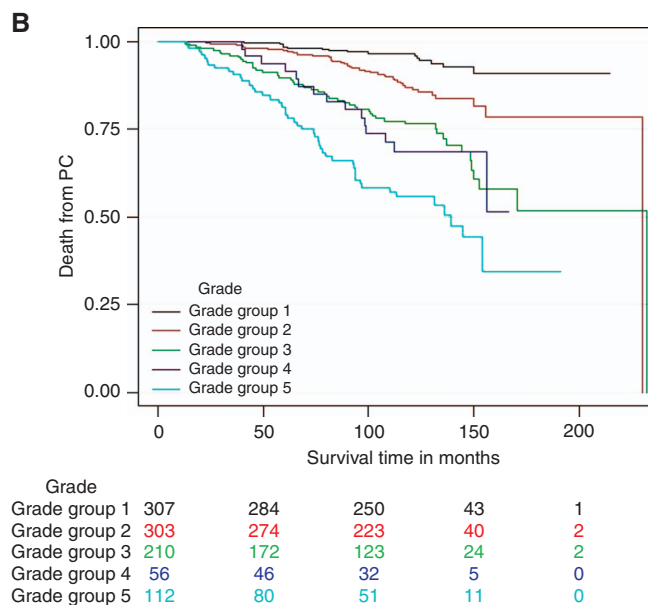 B
1.00
0.75
0.50
0.25
0.00
Death from PC
Grade
Grade group 1
Grade group 2
Grade group 3
Grade group 4
Grade group 5
0 50 100 150 200
Survival time in months
Grade
Grade group 1 307 284 250 43 1
Grade group 2 303 274 223 40 2
Grade group 3 210 172 123 24 2
Grade group 4 56 46 32 5 0
Grade group 5 112 80 51 11 0